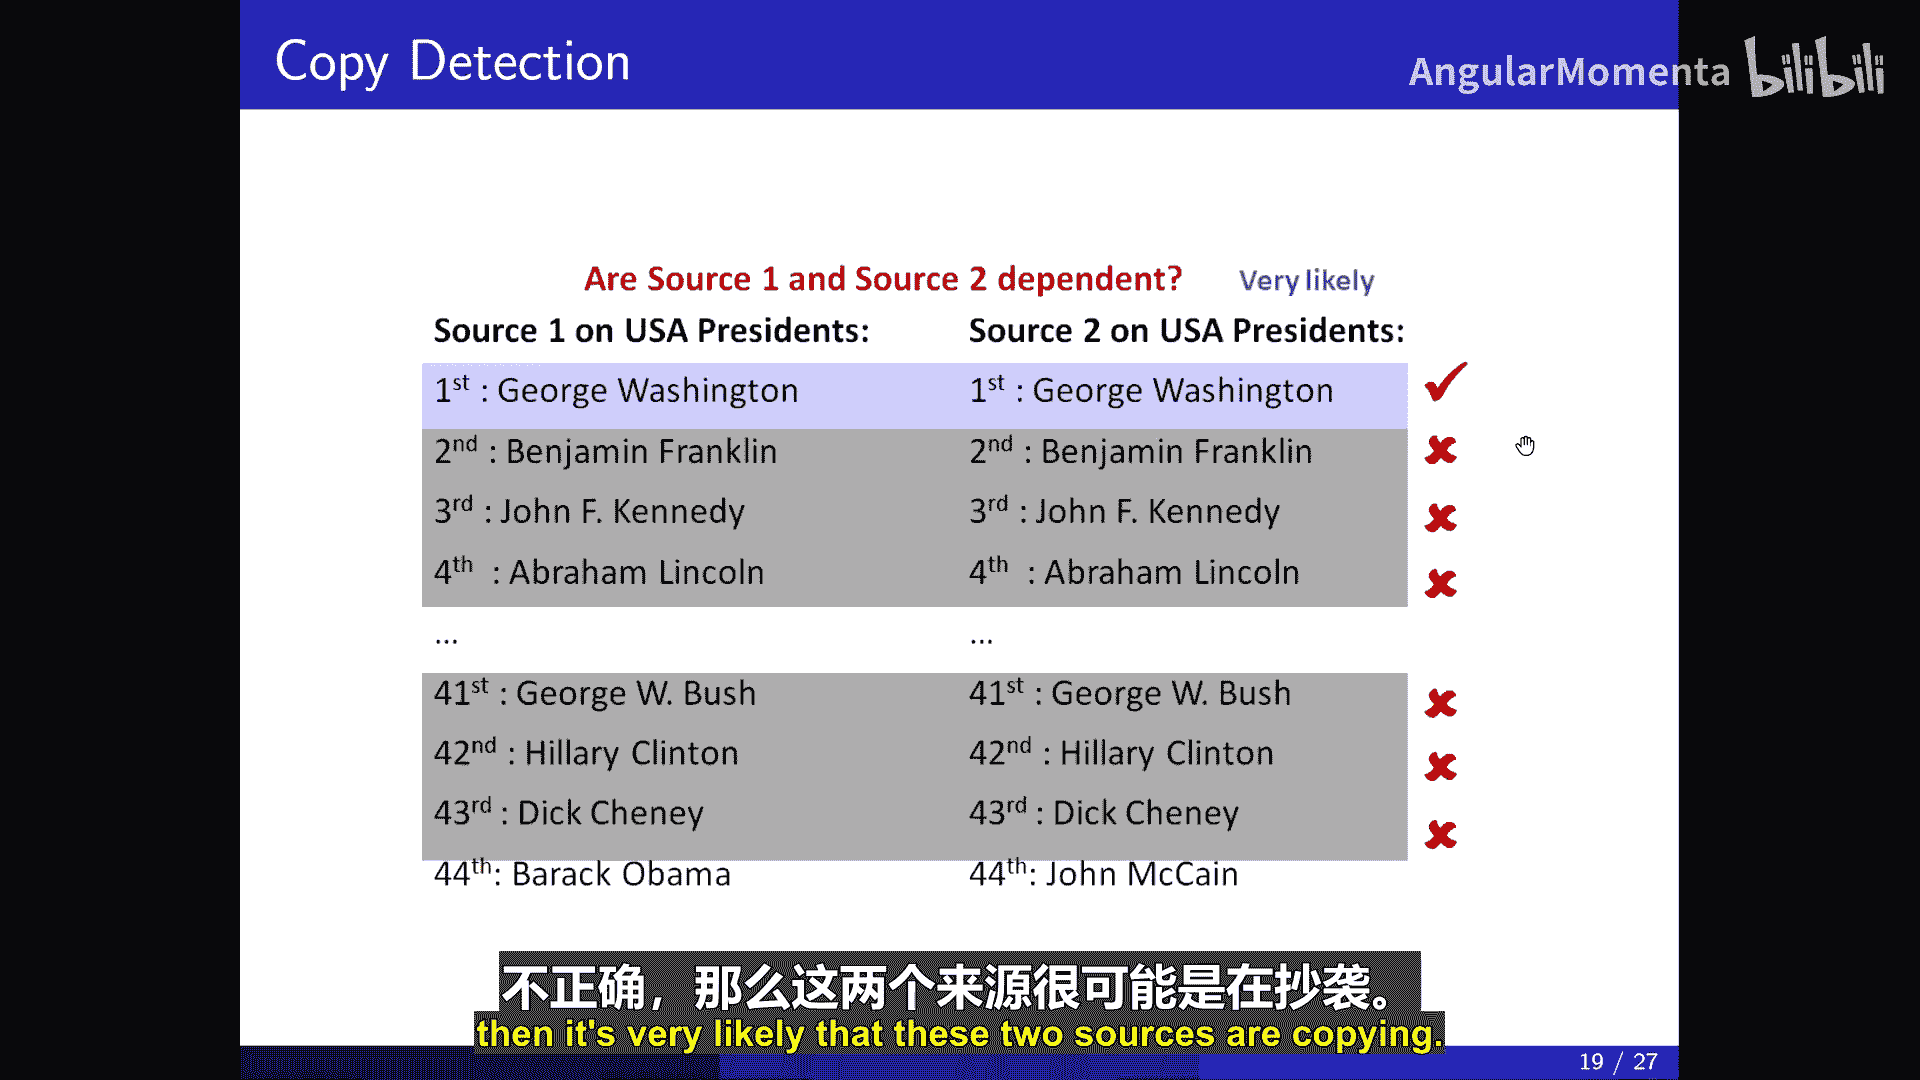 Copy Detection
AngularMomenta bilibili
Are Source 1 and Source 2 dependent? Very likely
Source 1 on USA Presidents: Source 2 on USA Presidents:
1st : George Washington 1st : George Washington
2nd : Benjamin Franklin 2nd : Benjamin Franklin
3rd : John F. Kennedy 3rd : John F. Kennedy
4th : Abraham Lincoln 4th : Abraham Lincoln
... ...
41st : George W. Bush 41st : George W. Bush
42nd : Hillary Clinton 42nd : Hillary Clinton
43rd : Dick Cheney 43rd : Dick Cheney
44th: Barack Obama 44th: John McCain
不正确，那么这两个来源很可能是在抄袭。
then it's very likely that these two sources are copying.
19 / 27